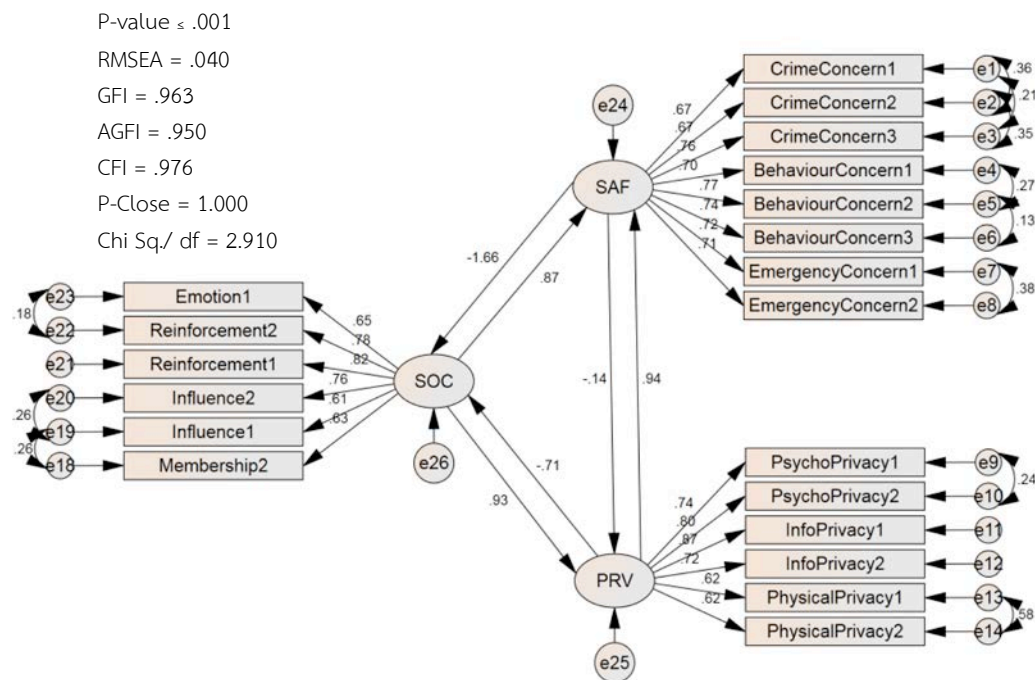 P-value ≤ .001
RMSEA = .040
GFI = .963
AGFI = .950
CFI = .976
P-Close = 1.000
Chi Sq./ df = 2.910
e24
SAF
CrimeConcern1
CrimeConcern2
CrimeConcern3
BehaviourConcern1
BehaviourConcern2
BehaviourConcern3
EmergencyConcern1
EmergencyConcern2
e1
e2
e3
e4
e5
e6
e7
e8
.36
.21
.35
.27
.13
.38
.67
.67
.76
.70
.77
.74
.72
.71
-1.66
.87
-.14
.94
e23
e22
e21
e20
e19
e18
.18
.26
.26
Emotion1
Reinforcement2
Reinforcement1
Influence2
Influence1
Membership2
.65
.78
.82
.76
.61
.63
SOC
e26
-.71
.93
PRV
e25
.74
.80
.87
.72
.62
.62
PsychoPrivacy1
PsychoPrivacy2
InfoPrivacy1
InfoPrivacy2
PhysicalPrivacy1
PhysicalPrivacy2
e9
e10
e11
e12
e13
e14
.24
.58